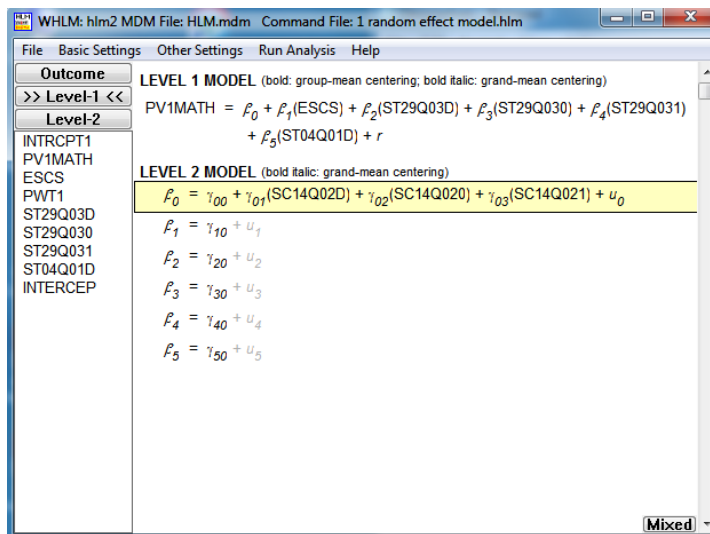 WHLM: hlm2 MDM File: HLM.mdm Command File: 1 random effect model.hlm
File Basic Settings Other Settings Run Analysis Help
Outcome
>> Level-1 <<
Level-2
INTRCPT1
PV1MATH
ESCS
PWT1
ST29Q03D
ST29Q030
ST29Q031
ST04Q01D
INTERCEP
LEVEL 1 MODEL (bold: group-mean centering; bold italic: grand-mean centering)
PV1MATH = β0 + β1(ESCS) + β2(ST29Q03D) + β3(ST29Q030) + β4(ST29Q031)
+ β5(ST04Q01D) + r
LEVEL 2 MODEL (bold italic: grand-mean centering)
β0 = γ00 + γ01(SC14Q02D) + γ02(SC14Q020) + γ03(SC14Q021) + u0
β1 = γ10 + u1
β2 = γ20 + u2
β3 = γ30 + u3
β4 = γ40 + u4
β5 = γ50 + u5
Mixed